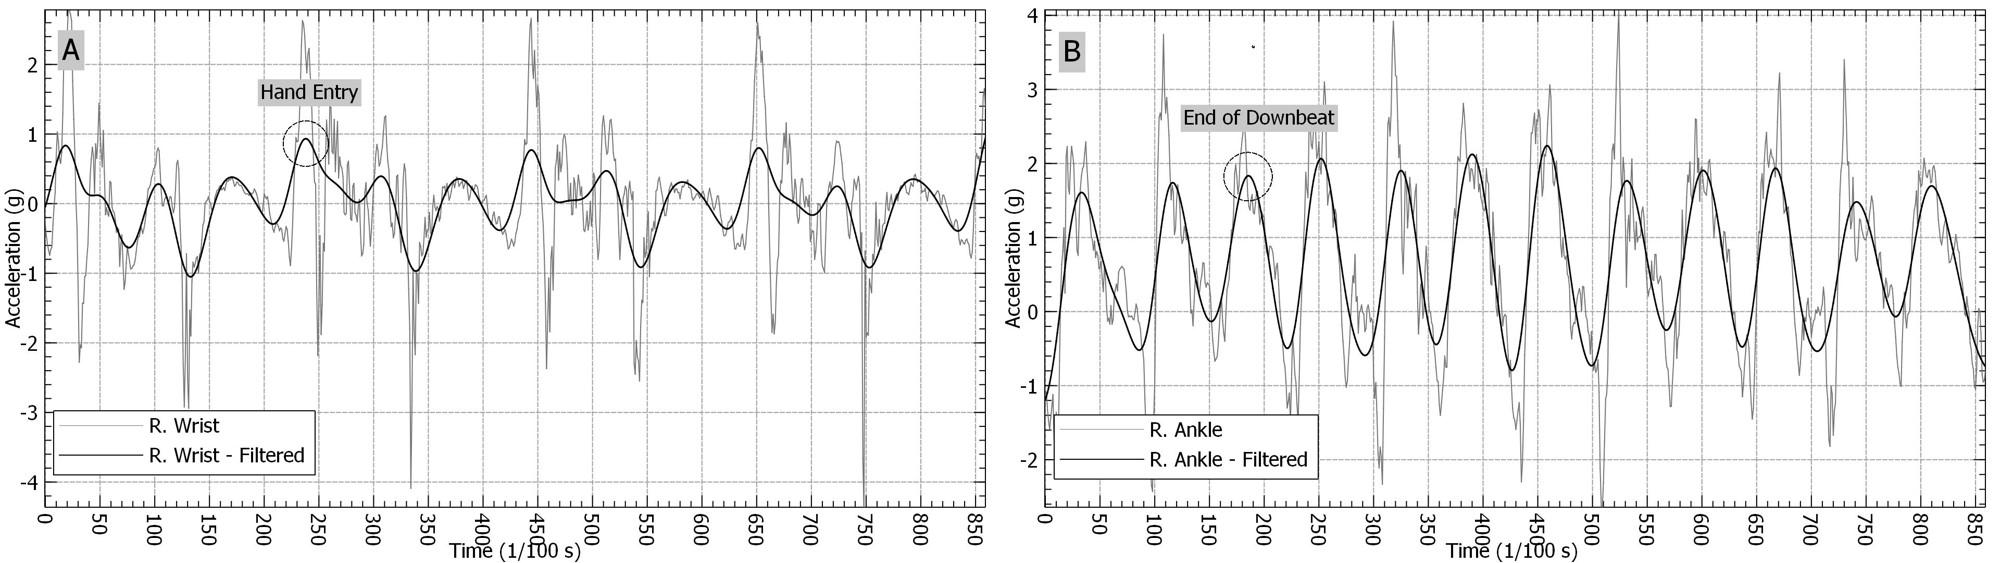 A
Hand Entry
2
1
0
-1
-2
-3
-4
Acceleration (g)
R. Wrist
R. Wrist - Filtered
0 50 100 150 200 250 300 350 400 450 500 550 600 650 700 750 800 850
Time (1/100 s)
B
End of Downbeat
4
3
2
1
0
-1
-2
Acceleration (g)
R. Ankle
R. Ankle - Filtered
0 50 100 150 200 250 300 350 400 450 500 550 600 650 700 750 800 850
Time (1/100 s)